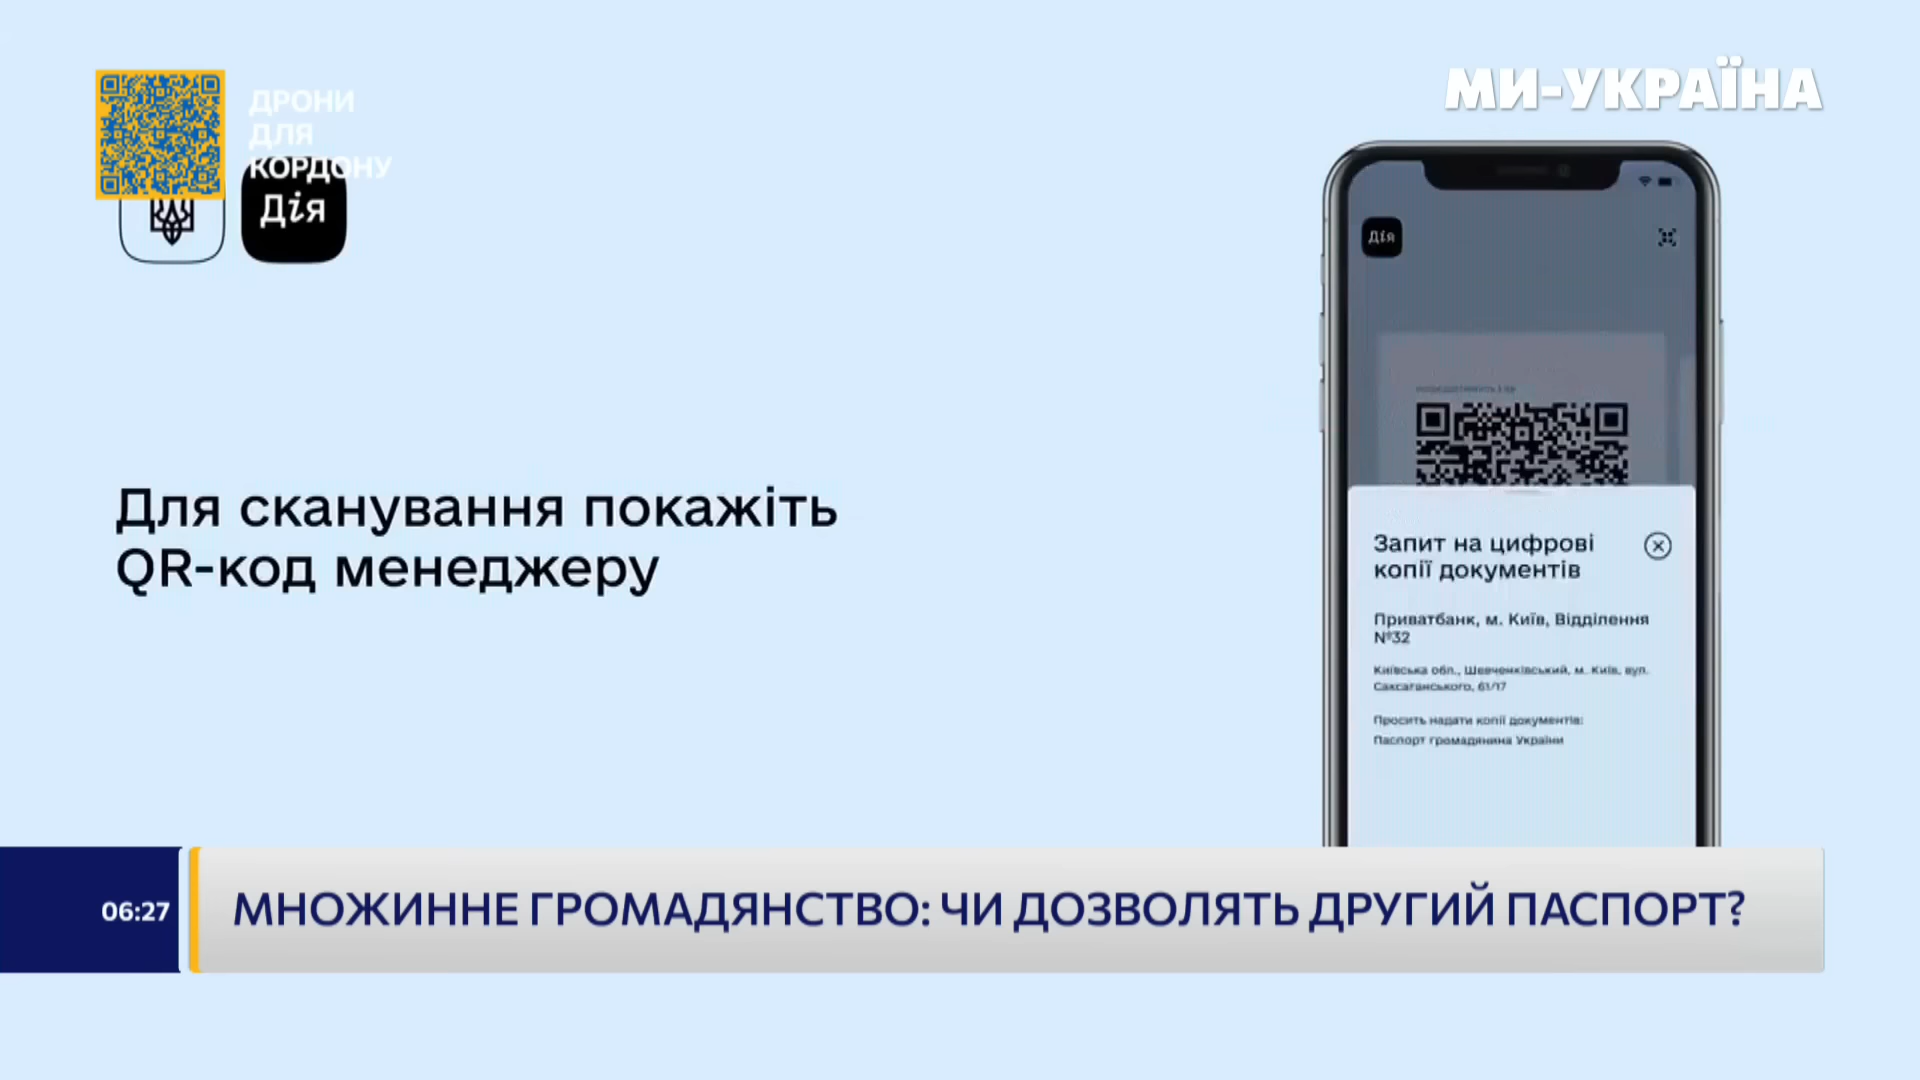 ДРОНИ
ДЛЯ
КОРДОНУ
Дія
МИ-УКРАЇНА
Для сканування покажіть
QR-код менеджеру
Дія
Запит на цифрові
копії документів
Приватбанк, м. Київ, Відділення
№32
Київська обл., Шевченківський, м. Київ, вул.
Саксаганського, 61/17
Просить надати копії документів:
Паспорт громадянина України
06:27
МНОЖИННЕ ГРОМАДЯНСТВО: ЧИ ДОЗВОЛЯТЬ ДРУГИЙ ПАСПОРТ?